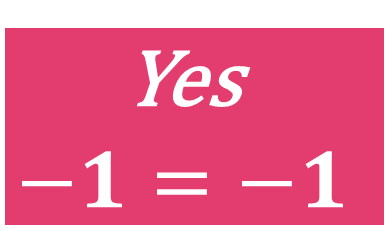 Yes
−1 = −1